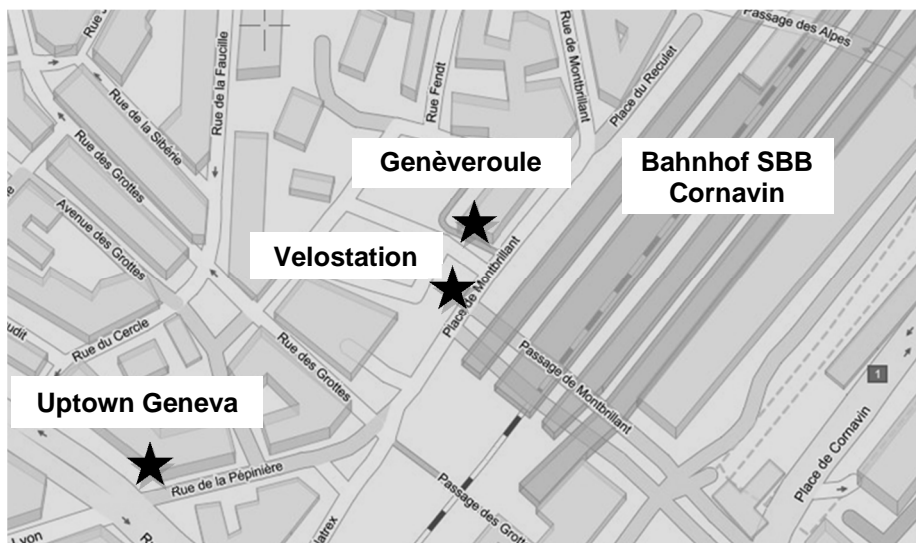 Passage des Alpes
Rue de la Faucille
Rue Fendt
Rue de Montbrillant
Place du Reculet
Rue de la Sibérie
Rue des Grottes
Genèveroule
Bahnhof SBB
Cornavin
Avenue des Grottes
Velostation
Place de Montbrillant
Rue du Cercle
Rue des Grottes
Passage de Montbrillant
1
Uptown Geneva
Rue de la Pépinière
Place de Cornavin
Passage des Grott
Lyon